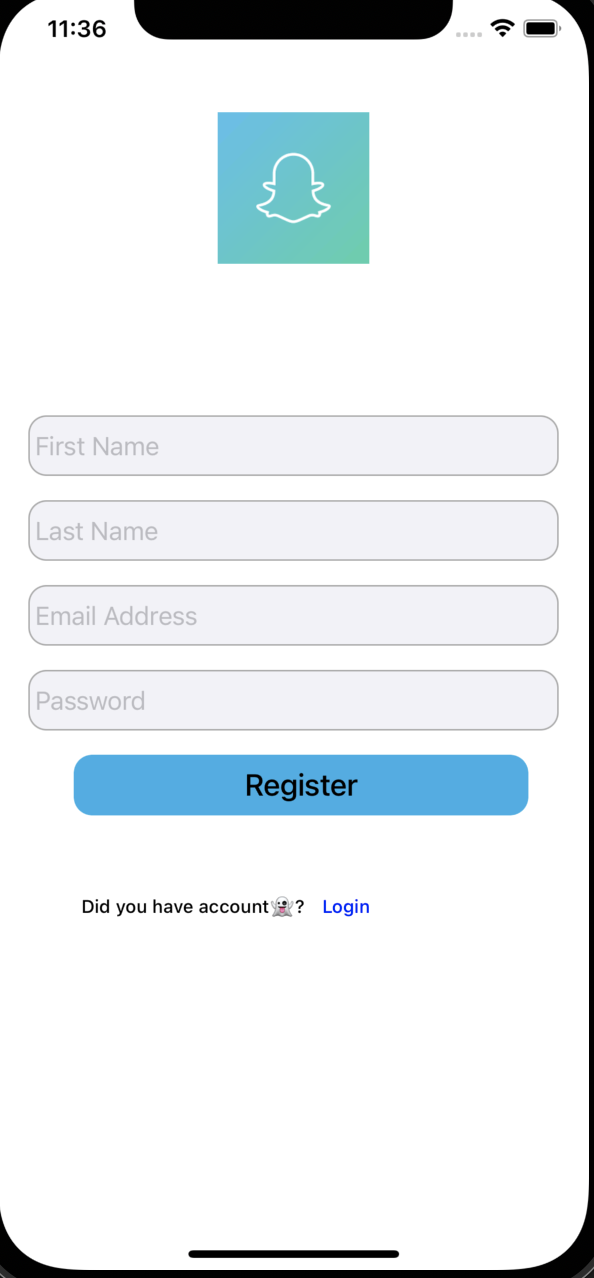 11:36
First Name
Last Name
Email Address
Password
Register
Did you have account👻? Login